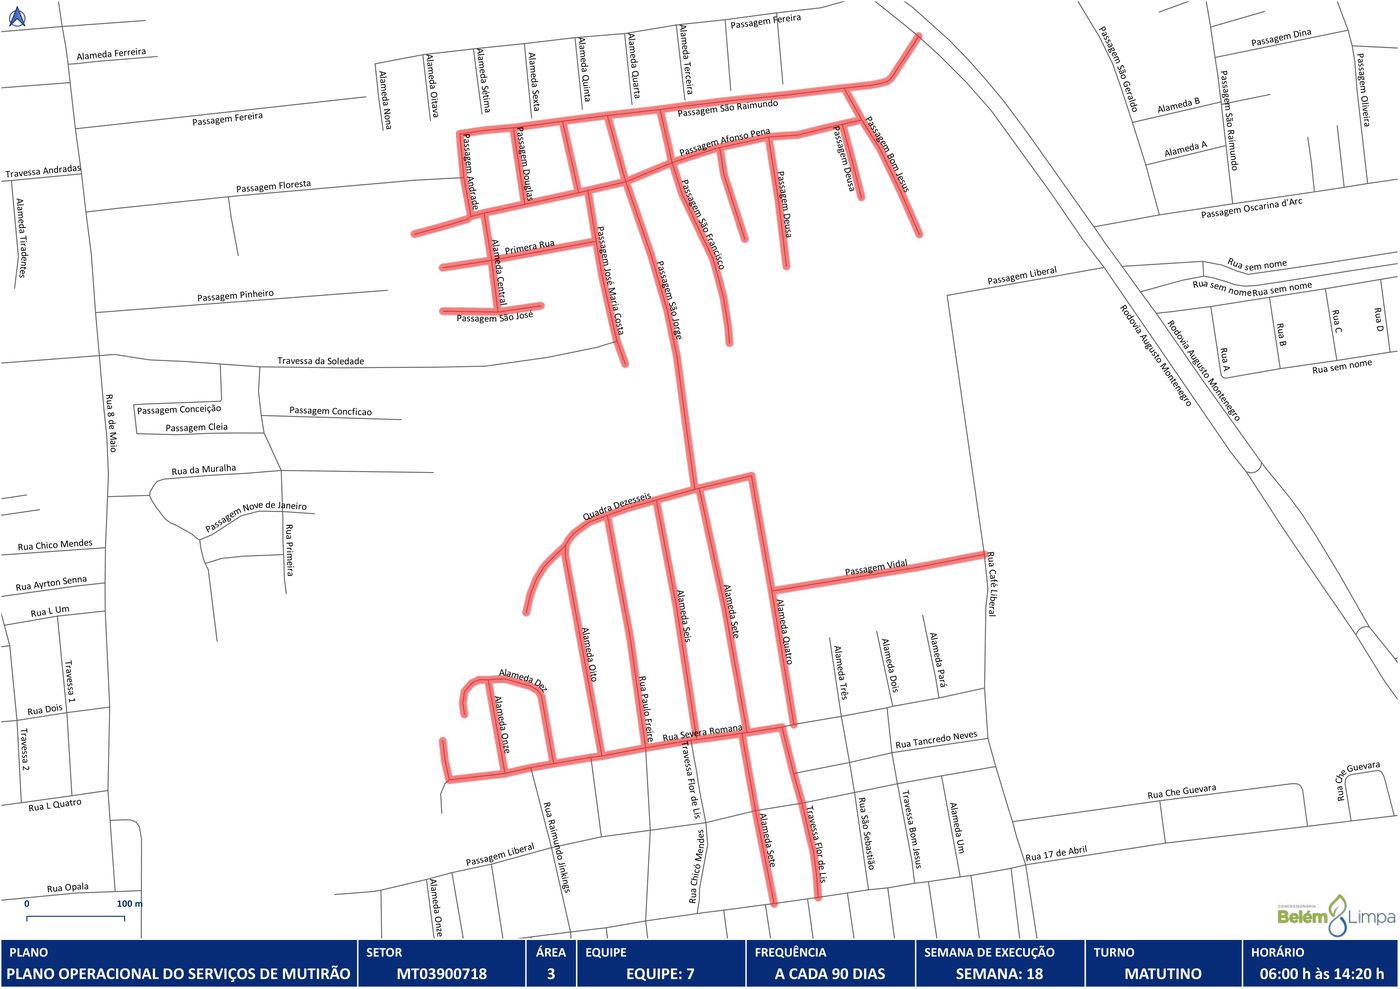 Passagem Fereira
Alameda Ferreira
Alameda Nona
Alameda Oitava
Alameda Sétima
Alameda Sexta
Alameda Quinta
Alameda Quarta
Alameda Terceira
Passagem São Geraldo
Passagem Dina
Passagem Oliveira
Passagem São Raimundo
Alameda B
Alameda A
Passagem Fereira
Passagem São Raimundo
Passagem Afonso Pena
Passagem Andrade
Passagem Douglas
Passagem Deusa
Passagem Bom Jesus
Travessa Andradas
Passagem Floresta
Alameda Tiradentes
Passagem São Francisco
Passagem Deusa
Passagem Oscarina d'Arc
Primera Rua
Alameda Central
Passagem José Maria Costa
Passagem São Jorge
Passagem Liberal
Rua sem nome
Rua sem nome
Rua sem nome
Passagem Pinheiro
Passagem São José
Rodovia Augusto Montenegro
Rodovia Augusto Montenegro
Rua A
Rua B
Rua C
Rua D
Rua sem nome
Travessa da Soledade
Rua 8 de Maio
Passagem Conceição
Passagem Concficao
Passagem Cleia
Rua da Muralha
Passagem Nove de Janeiro
Rua Primeira
Quadra Dezesseis
Rua Chico Mendes
Rua Ayrton Senna
Rua L Um
Passagem Vidal
Rua Café Liberal
Alameda Oito
Alameda Seis
Alameda Sete
Alameda Quatro
Alameda Três
Alameda Dois
Alameda Pará
Travessa 1
Alameda Dez
Alameda Onze
Rua Paulo Freire
Rua Dois
Travessa 2
Rua Severa Romana
Travessa Flor de Lis
Rua Tancredo Neves
Rua L Quatro
Rua Che Guevara
Rua Che Guevara
Rua Raimundo Jinkings
Alameda Sete
Travessa Flor de Lis
Rua São Sebastião
Travessa Bom Jesus
Alameda Um
Passagem Liberal
Rua Chicó Mendes
Rua 17 de Abril
Rua Opala
Alameda Onze
0 100 m
CONCESSIONÁRIA
Belém Limpa
PLANO
PLANO OPERACIONAL DO SERVIÇOS DE MUTIRÃO
SETOR
MT03900718
ÁREA
3
EQUIPE
EQUIPE: 7
FREQUÊNCIA
A CADA 90 DIAS
SEMANA DE EXECUÇÃO
SEMANA: 18
TURNO
MATUTINO
HORÁRIO
06:00 h às 14:20 h